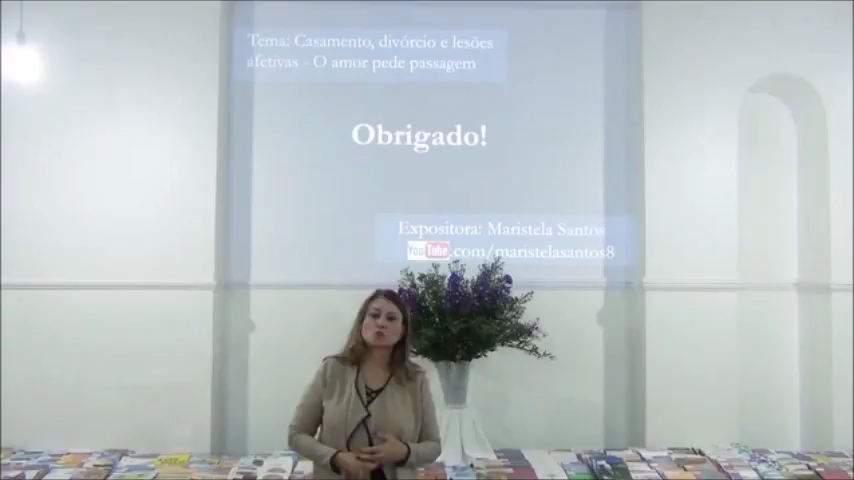 Tema: Casamento, divórcio e lesões
afetivas - O amor pede passagem
Obrigado!
Expositora: Maristela Santos
YouTube.com/maristelasantos8